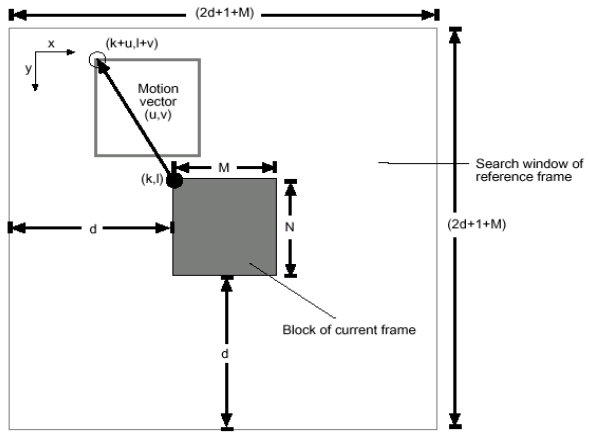 (2d+1+M)
x
(k+u,l+v)
y
Motion
vector
(u,v)
M
Search window of
reference frame
(k,l)
N
(2d+1+M)
d
Block of current frame
d